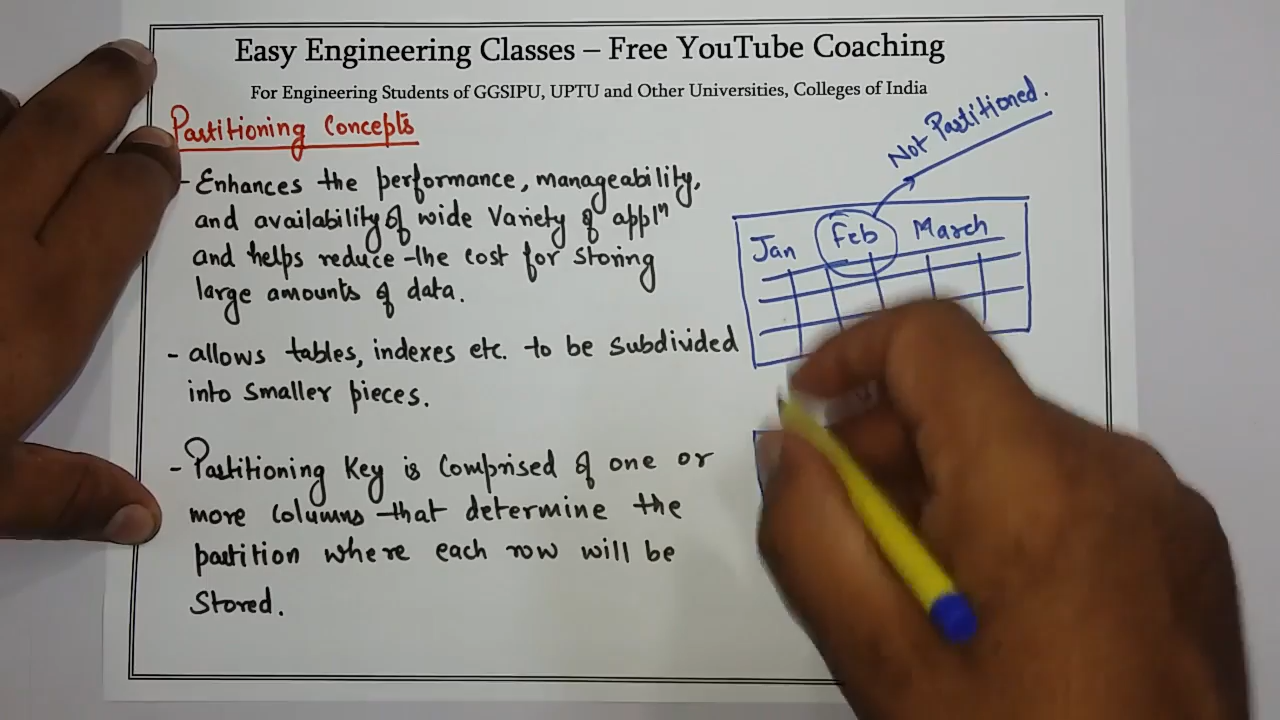 Easy Engineering Classes – Free YouTube Coaching
For Engineering Students of GGSIPU, UPTU and Other Universities, Colleges of India
Partitioning Concepts
- Enhances the performance, manageability,
and availability of wide Variety of appln
and helps reduce the cost for storing
large amounts of data.
- allows tables, indexes etc. to be subdivided
into smaller pieces.
- Partitioning Key is Comprised of one or
more Columns that determine the
partition where each row will be
Stored.
Not Partitioned.
Jan Feb March